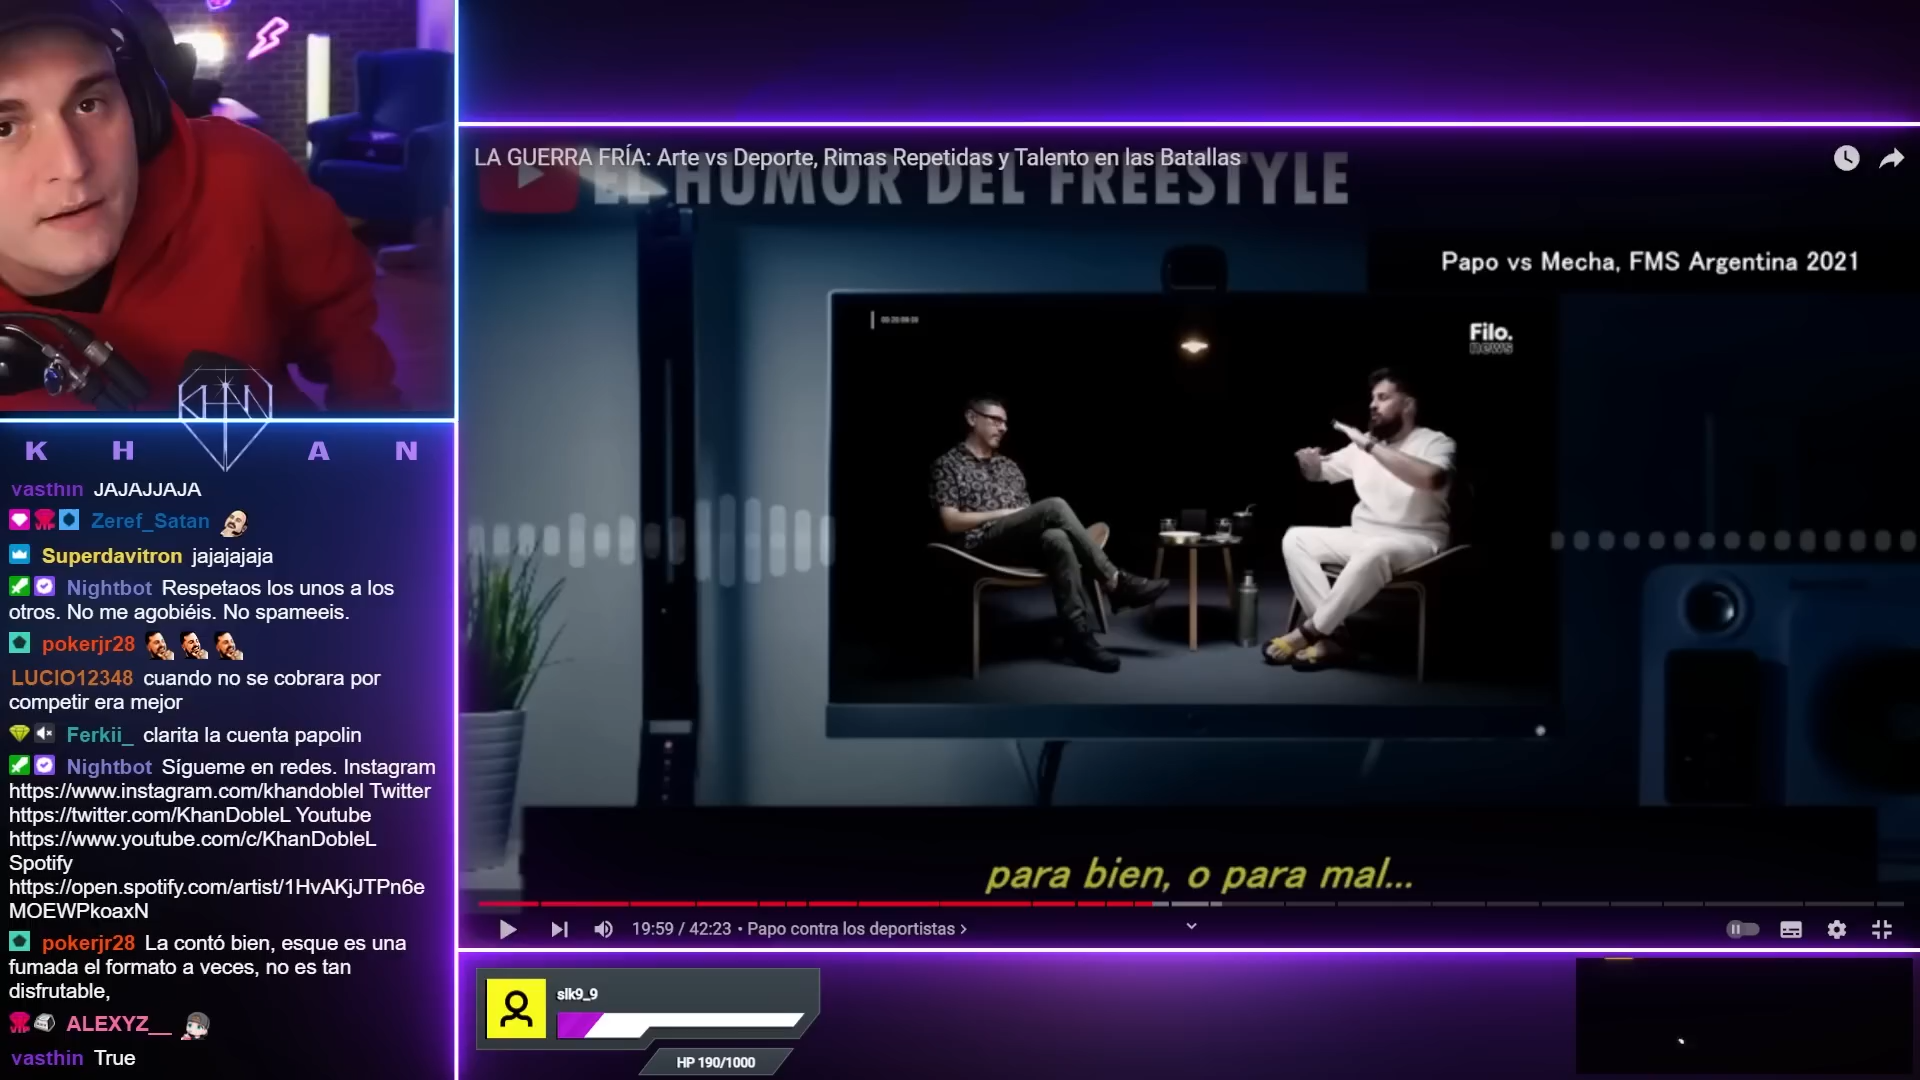 KHAN
K H A N
vasthin JAJAJJAJA
Zeref_Satan
Superdavitron jajajajaja
Nightbot Respetaos los unos a los
otros. No me agobiéis. No spameeis.
pokerjr28
LUCIO12348 cuando no se cobrara por
competir era mejor
Ferkii_ clarita la cuenta papolin
Nightbot Sígueme en redes. Instagram
https://www.instagram.com/khandoblel Twitter
https://twitter.com/KhanDobleL Youtube
https://www.youtube.com/c/KhanDobleL
Spotify
https://open.spotify.com/artist/1HvAKjJTPn6e
MOEWPkoaxN
pokerjr28 La contó bien, esque es una
fumada el formato a veces, no es tan
disfrutable,
ALEXYZ__
vasthin True
LA GUERRA FRÍA: Arte vs Deporte, Rimas Repetidas y Talento en las Batallas
EL HUMOR DEL FREESTYLE
Papo vs Mecha, FMS Argentina 2021
Filo.
news
para bien, o para mal...
19:59 / 42:23 • Papo contra los deportistas >
slk9_9
HP 190/1000